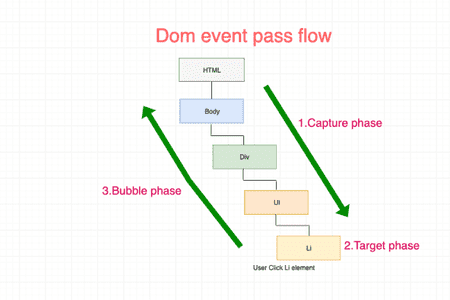 Dom event pass flow
HTML
1.Capture phase
Body
Div
3.Bubble phase
Ul
Li
2.Target phase
User Click Li element